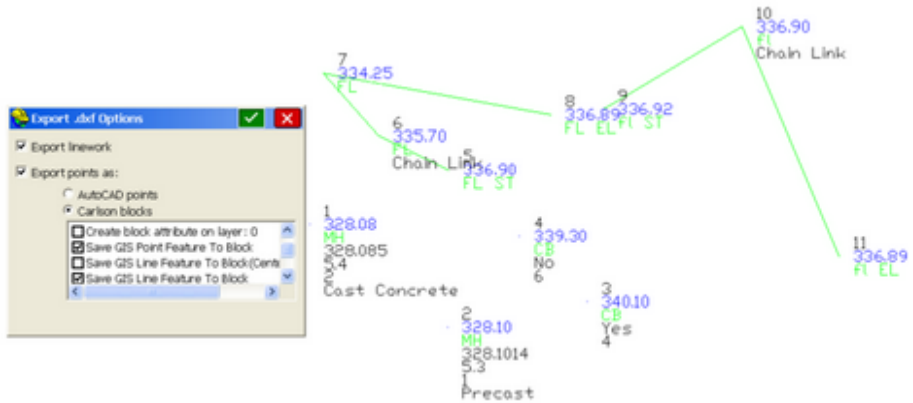 Export .dxf Options
Export linework
Export points as:
AutoCAD points
Carlson blocks
Create block attribute on layer: 0
Save GIS Point Feature To Block
Save GIS Line Feature To Block(Cent
Save GIS Line Feature To Block
7
334.25
FL
6
335.70
Chain Link
5
336.90
FL ST
8
336.89
FL EL
9
336.92
fl ST
10
336.90
fl
Chain Link
11
336.89
fl EL
1
328.08
MH
328.085
Cast Concrete
4
339.30
CB
No
6
3
340.10
CB
Yes
4
2
328.10
MH
328.1014
5.3
1
Precast